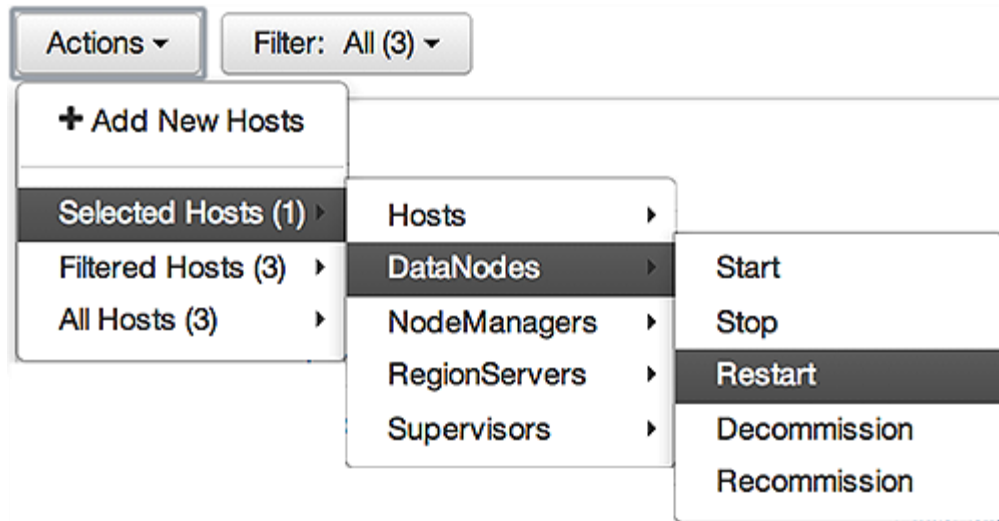 Actions
Filter: All (3)
+ Add New Hosts
Selected Hosts (1)
Filtered Hosts (3)
All Hosts (3)
Hosts
DataNodes
NodeManagers
RegionServers
Supervisors
Start
Stop
Restart
Decommission
Recommission